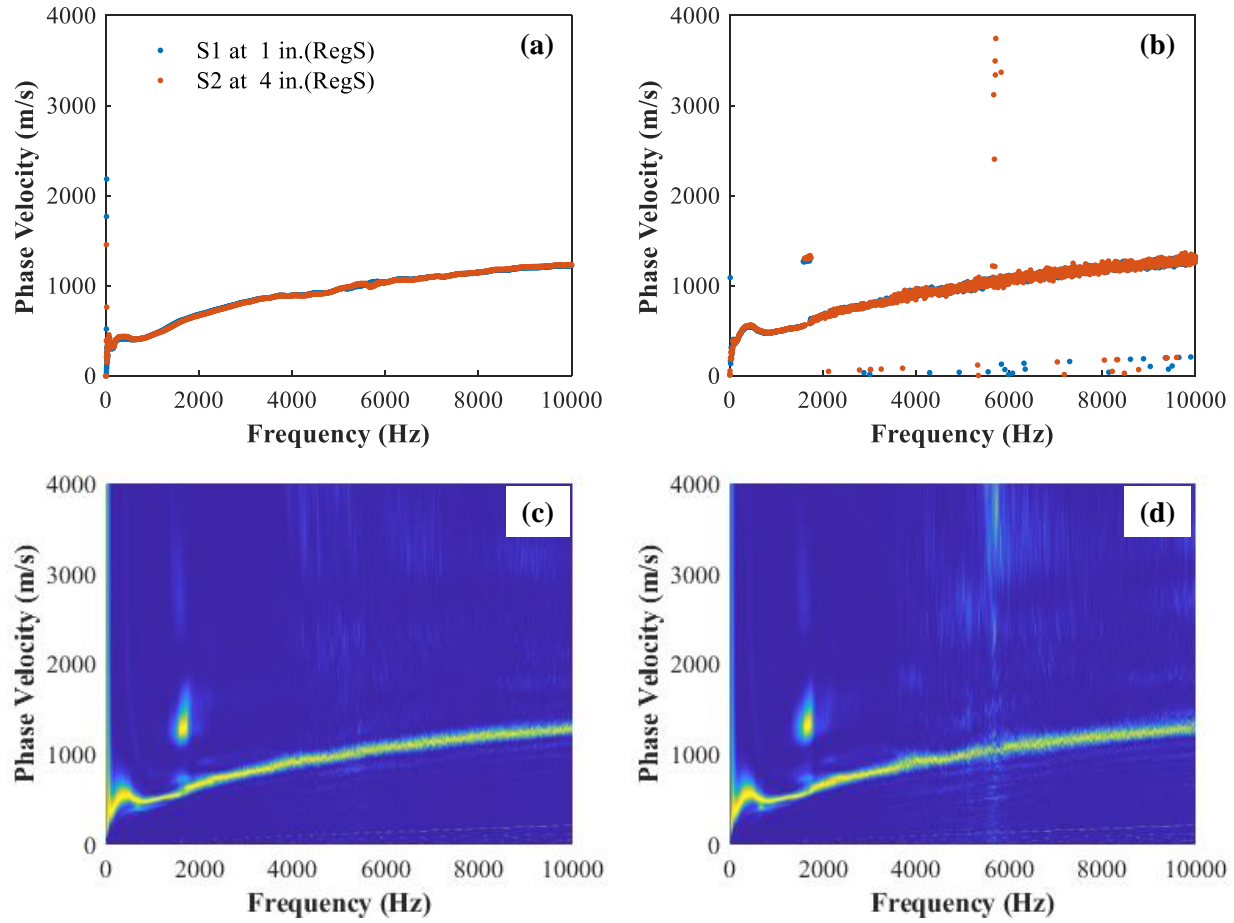 4000
3000
2000
1000
0
Phase Velocity (m/s)
0 2000 4000 6000 8000 10000
Frequency (Hz)
S1 at 1 in.(RegS)
S2 at 4 in.(RegS)
(a)
4000
3000
2000
1000
0
Phase Velocity (m/s)
0 2000 4000 6000 8000 10000
Frequency (Hz)
(b)
4000
3000
2000
1000
0
Phase Velocity (m/s)
0 2000 4000 6000 8000 10000
Frequency (Hz)
(c)
4000
3000
2000
1000
0
Phase Velocity (m/s)
0 2000 4000 6000 8000 10000
Frequency (Hz)
(d)